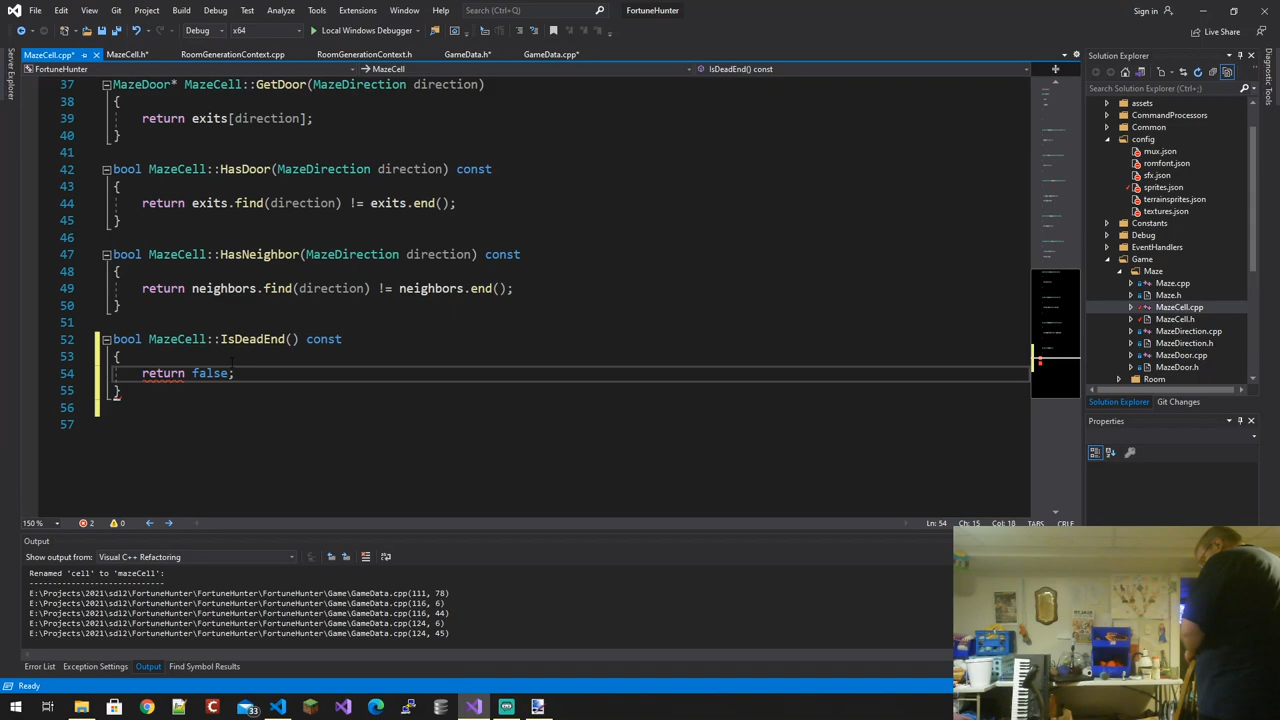 File Edit View Git Project Build Debug Test Analyze Tools Extensions Window Help Search (Ctrl+Q) FortuneHunter Sign in
Debug x64 Local Windows Debugger Live Share
MazeCell.cpp* MazeCell.h* RoomGenerationContext.cpp RoomGenerationContext.h GameData.h* GameData.cpp*
FortuneHunter MazeCell IsDeadEnd() const
Server Explorer
37 MazeDoor* MazeCell::GetDoor(MazeDirection direction)
38 {
39 return exits[direction];
40 }
41
42 bool MazeCell::HasDoor(MazeDirection direction) const
43 {
44 return exits.find(direction) != exits.end();
45 }
46
47 bool MazeCell::HasNeighbor(MazeDirection direction) const
48 {
49 return neighbors.find(direction) != neighbors.end();
50 }
51
52 bool MazeCell::IsDeadEnd() const
53 {
54 return false;
55 }
56
57
150 % 2 0 Ln: 54 Ch: 15 Col: 18 TABS CRLF
Solution Explorer
Search Solution Explorer (Ctrl+;)
assets
CommandProcessors
Common
config
mux.json
romfont.json
sfx.json
sprites.json
terrainsprites.json
textures.json
Constants
Debug
EventHandlers
Game
Maze
Maze.cpp
Maze.h
MazeCell.cpp
MazeCell.h
MazeDirection.cpp
MazeDirection.h
MazeDoor.cpp
MazeDoor.h
Room
Solution Explorer Git Changes
Properties
Diagnostic Tools
Output
Show output from: Visual C++ Refactoring
Renamed 'cell' to 'mazeCell':
-----------------------------
E:\Projects\2021\sdl2\FortuneHunter\FortuneHunter\Game\GameData.cpp(111, 78)
E:\Projects\2021\sdl2\FortuneHunter\FortuneHunter\Game\GameData.cpp(116, 6)
E:\Projects\2021\sdl2\FortuneHunter\FortuneHunter\Game\GameData.cpp(116, 44)
E:\Projects\2021\sdl2\FortuneHunter\FortuneHunter\Game\GameData.cpp(124, 6)
E:\Projects\2021\sdl2\FortuneHunter\FortuneHunter\Game\GameData.cpp(124, 45)
Error List Exception Settings Output Find Symbol Results
Ready
33